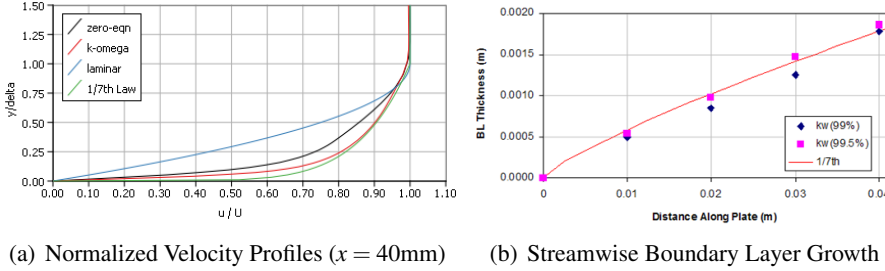 1.50
1.25
1.00
0.75
0.50
0.25
0.00
y/delta
zero-eqn
k-omega
laminar
1/7th Law
0.00 0.10 0.20 0.30 0.40 0.50 0.60 0.70 0.80 0.90 1.00 1.10
u / U
(a) Normalized Velocity Profiles (x = 40mm)
0.0020
0.0015
0.0010
0.0005
0.0000
BL Thickness (m)
kw(99%)
kw(99.5%)
1/7th
0 0.01 0.02 0.03 0.04
Distance Along Plate (m)
(b) Streamwise Boundary Layer Growth